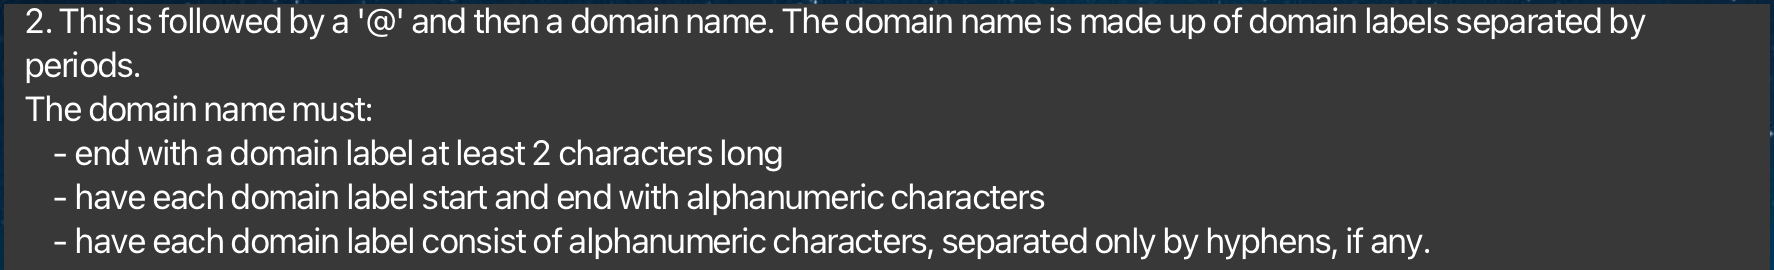 2. This is followed by a '@' and then a domain name. The domain name is made up of domain labels separated by
periods.
The domain name must:
- end with a domain label at least 2 characters long
- have each domain label start and end with alphanumeric characters
- have each domain label consist of alphanumeric characters, separated only by hyphens, if any.